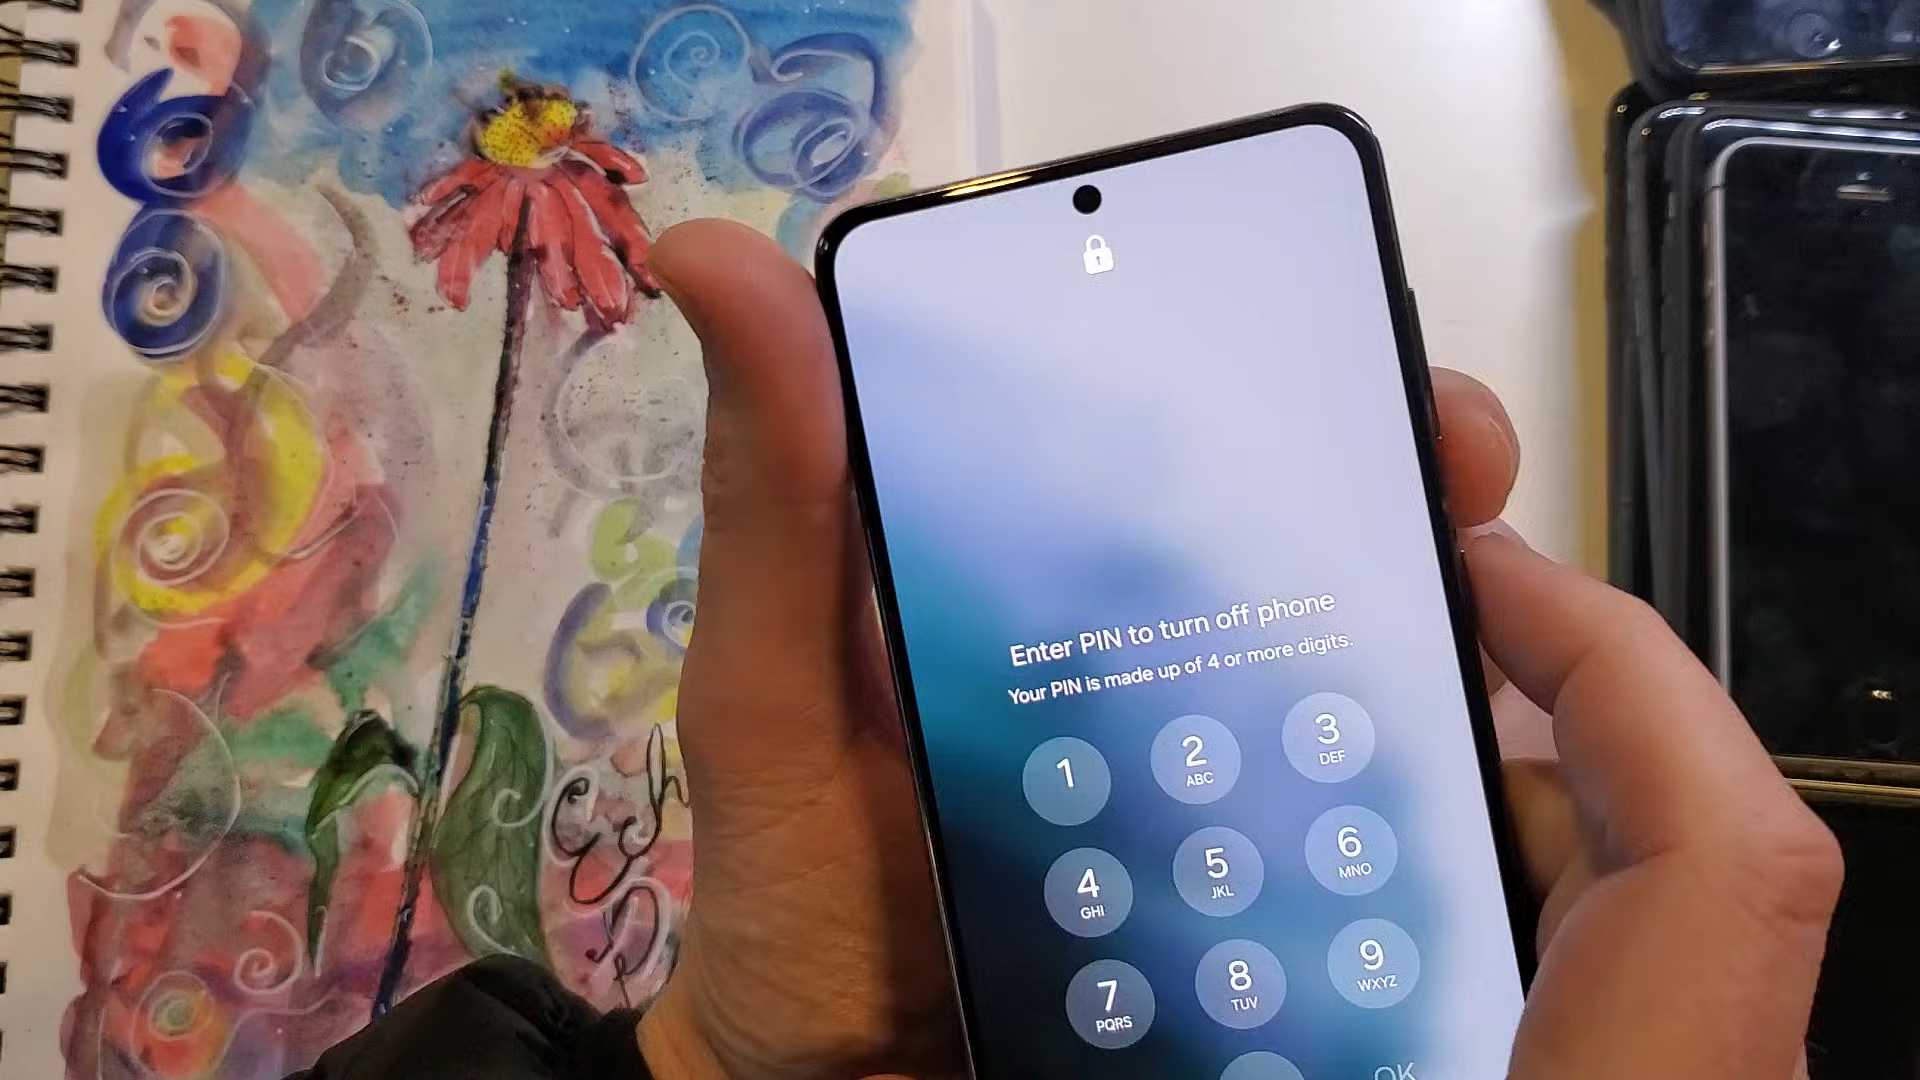 Enter PIN to turn off phone
Your PIN is made up of 4 or more digits.
1
2
ABC
3
DEF
4
GHI
5
JKL
6
MNO
7
PQRS
8
TUV
9
WXYZ
OK